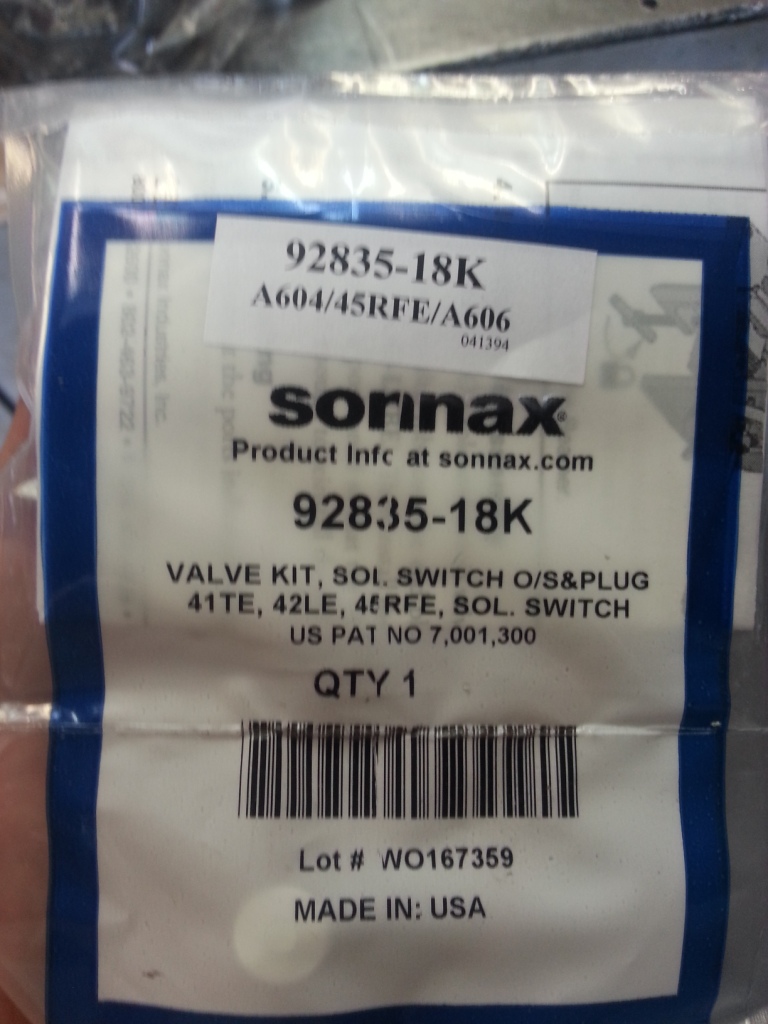 92835-18K
A604/45RFE/A606
041394
sonnax®
Product Info at sonnax.com
92835-18K
VALVE KIT, SOL. SWITCH O/S&PLUG
41TE, 42LE, 45RFE, SOL. SWITCH
US PAT NO 7,001,300
QTY 1
Lot # WO167359
MADE IN: USA